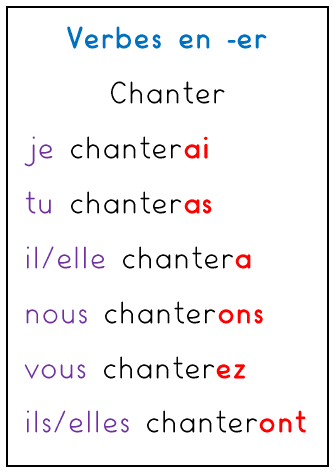 Verbes en -er
Chanter
je chanterai
tu chanteras
il/elle chantera
nous chanterons
vous chanterez
ils/elles chanteront